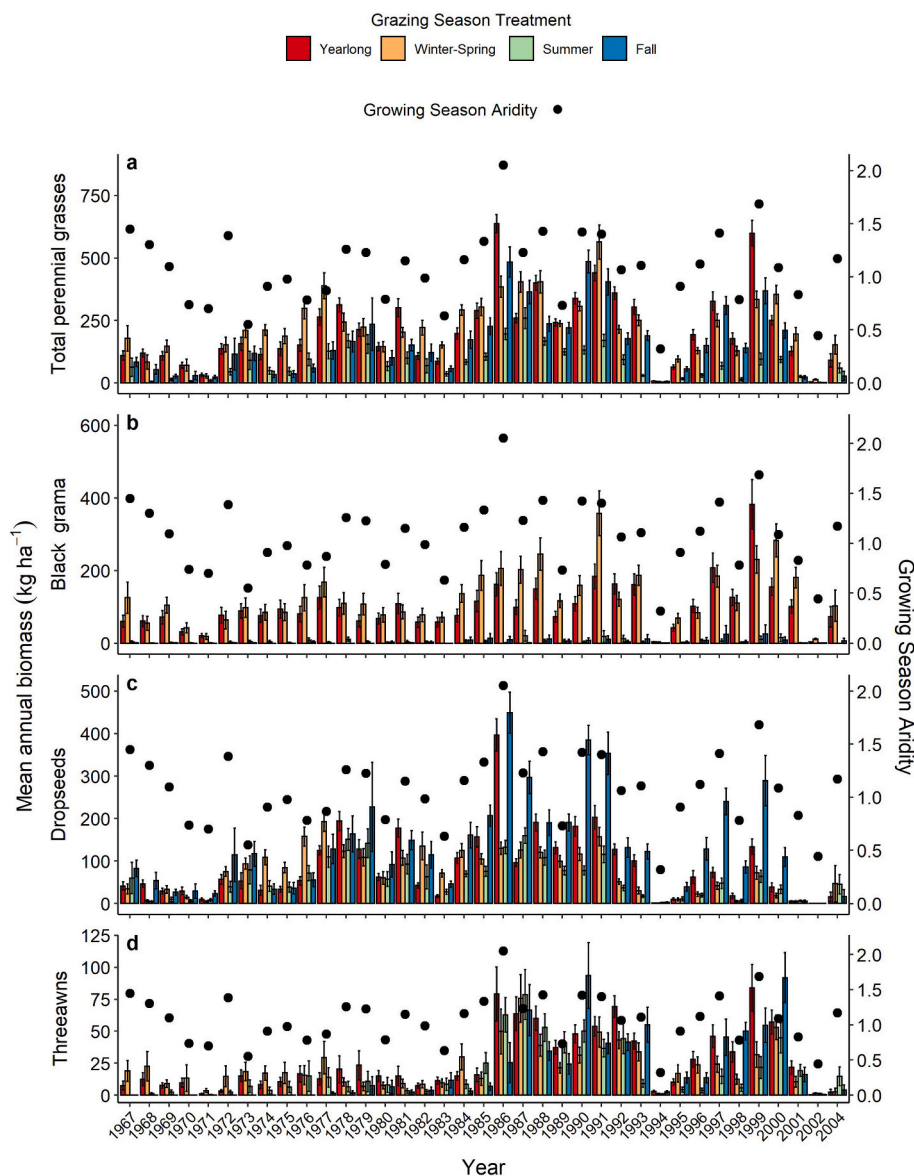 Grazing Season Treatment
Yearlong Winter-Spring Summer Fall
Growing Season Aridity
a
Total perennial grasses
750
500
250
0
2.0
1.5
1.0
0.5
0.0
b
Black grama
600
400
200
0
2.0
1.5
1.0
0.5
0.0
c
Dropseeds
500
400
300
200
100
0
2.0
1.5
1.0
0.5
0.0
d
Threeawns
125
100
75
50
25
0
2.0
1.5
1.0
0.5
0.0
Mean annual biomass (kg ha⁻¹)
Growing Season Aridity
1967 1968 1969 1970 1971 1972 1973 1974 1975 1976 1977 1978 1979 1980 1981 1982 1983 1984 1985 1986 1987 1988 1989 1990 1991 1992 1993 1994 1995 1996 1997 1998 1999 2000 2001 2002 2004
Year